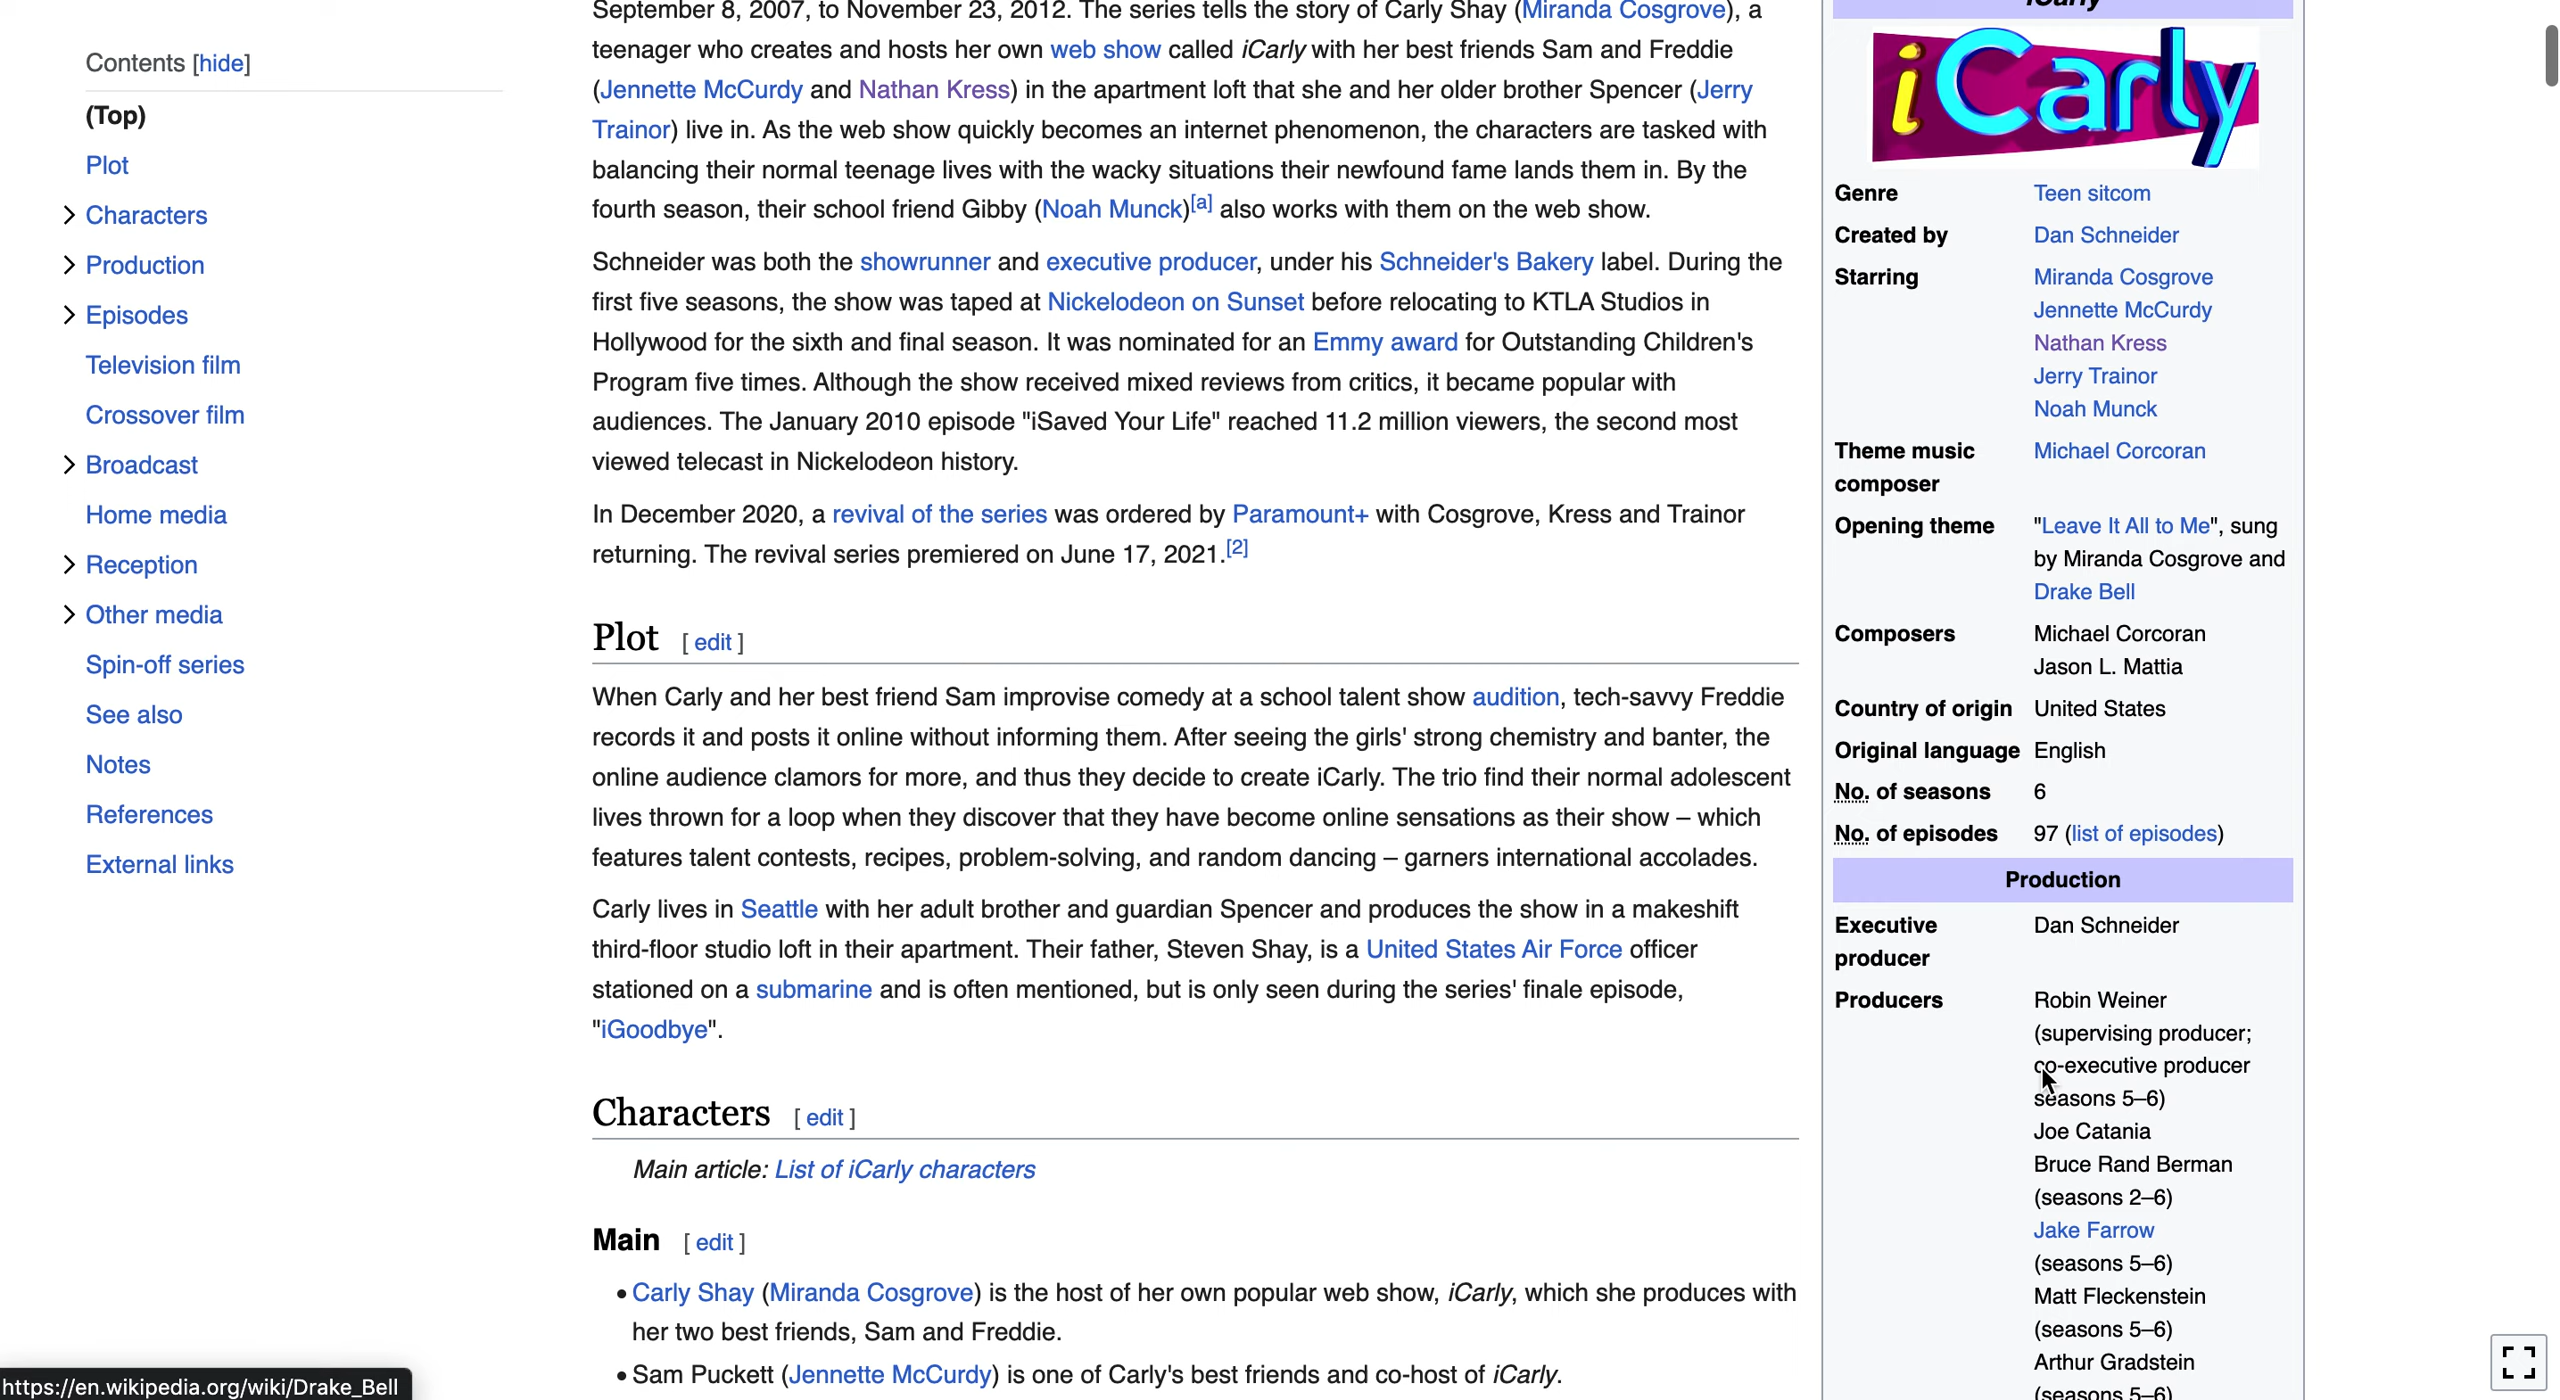 Contents [hide]
(Top)
Plot
Characters
Production
Episodes
Television film
Crossover film
Broadcast
Home media
Reception
Other media
Spin-off series
See also
Notes
References
External links
September 8, 2007, to November 23, 2012. The series tells the story of Carly Shay (Miranda Cosgrove), a
teenager who creates and hosts her own web show called iCarly with her best friends Sam and Freddie
(Jennette McCurdy and Nathan Kress) in the apartment loft that she and her older brother Spencer (Jerry
Trainor) live in. As the web show quickly becomes an internet phenomenon, the characters are tasked with
balancing their normal teenage lives with the wacky situations their newfound fame lands them in. By the
fourth season, their school friend Gibby (Noah Munck)[a] also works with them on the web show.
Schneider was both the showrunner and executive producer, under his Schneider's Bakery label. During the
first five seasons, the show was taped at Nickelodeon on Sunset before relocating to KTLA Studios in
Hollywood for the sixth and final season. It was nominated for an Emmy award for Outstanding Children's
Program five times. Although the show received mixed reviews from critics, it became popular with
audiences. The January 2010 episode "iSaved Your Life" reached 11.2 million viewers, the second most
viewed telecast in Nickelodeon history.
In December 2020, a revival of the series was ordered by Paramount+ with Cosgrove, Kress and Trainor
returning. The revival series premiered on June 17, 2021.[2]
Plot [ edit ]
When Carly and her best friend Sam improvise comedy at a school talent show audition, tech-savvy Freddie
records it and posts it online without informing them. After seeing the girls' strong chemistry and banter, the
online audience clamors for more, and thus they decide to create iCarly. The trio find their normal adolescent
lives thrown for a loop when they discover that they have become online sensations as their show – which
features talent contests, recipes, problem-solving, and random dancing – garners international accolades.
Carly lives in Seattle with her adult brother and guardian Spencer and produces the show in a makeshift
third-floor studio loft in their apartment. Their father, Steven Shay, is a United States Air Force officer
stationed on a submarine and is often mentioned, but is only seen during the series' finale episode,
"iGoodbye".
Characters [ edit ]
Main article: List of iCarly characters
Main [ edit ]
• Carly Shay (Miranda Cosgrove) is the host of her own popular web show, iCarly, which she produces with
her two best friends, Sam and Freddie.
• Sam Puckett (Jennette McCurdy) is one of Carly's best friends and co-host of iCarly.
iCarly
iCarly
Genre Teen sitcom
Created by Dan Schneider
Starring Miranda Cosgrove
Jennette McCurdy
Nathan Kress
Jerry Trainor
Noah Munck
Theme music Michael Corcoran
composer
Opening theme "Leave It All to Me", sung
by Miranda Cosgrove and
Drake Bell
Composers Michael Corcoran
Jason L. Mattia
Country of origin United States
Original language English
No. of seasons 6
No. of episodes 97 (list of episodes)
Production
Executive Dan Schneider
producer
Producers Robin Weiner
(supervising producer;
co-executive producer
seasons 5–6)
Joe Catania
Bruce Rand Berman
(seasons 2–6)
Jake Farrow
(seasons 5–6)
Matt Fleckenstein
(seasons 5–6)
Arthur Gradstein
(seasons 5–6)
https://en.wikipedia.org/wiki/Drake_Bell